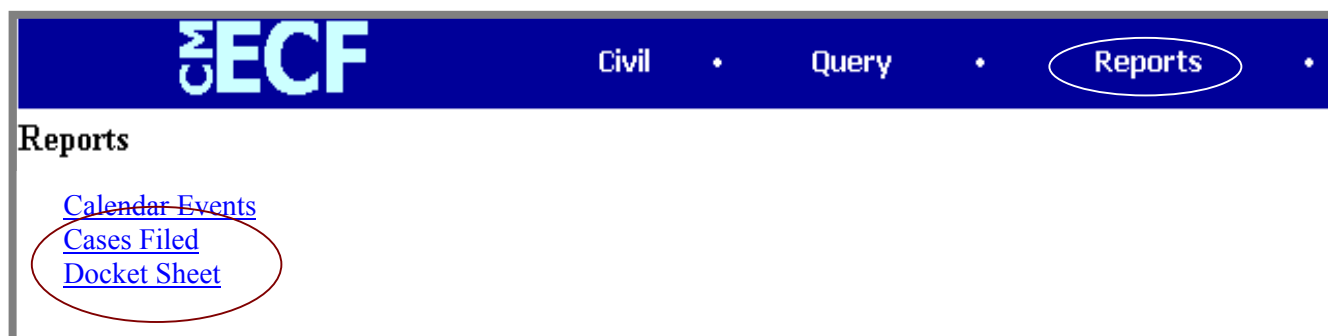 CM ECF Civil • Query • Reports •
Reports
Calendar Events
Cases Filed
Docket Sheet